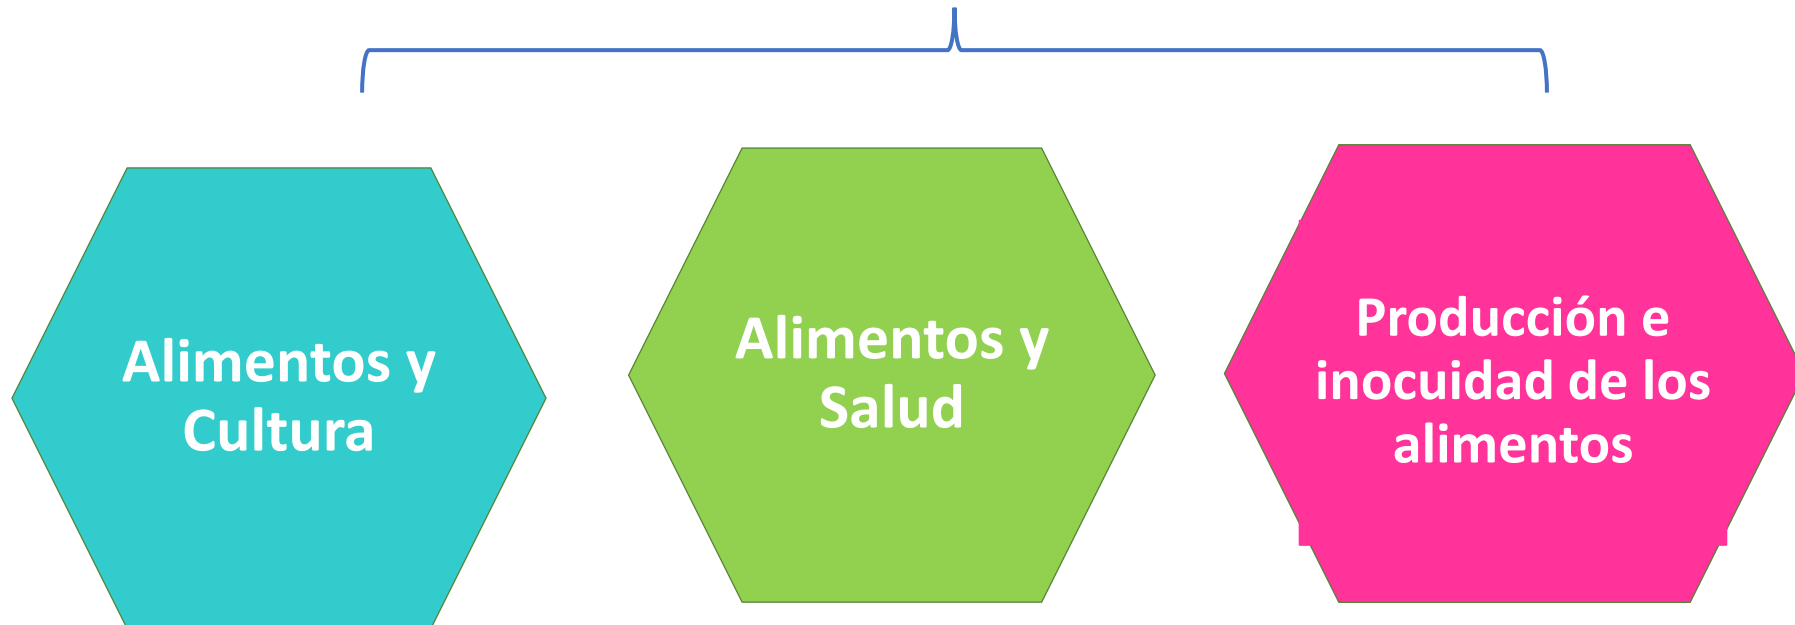 Alimentos y
Cultura
Alimentos y
Salud
Producción e
inocuidad de los
alimentos